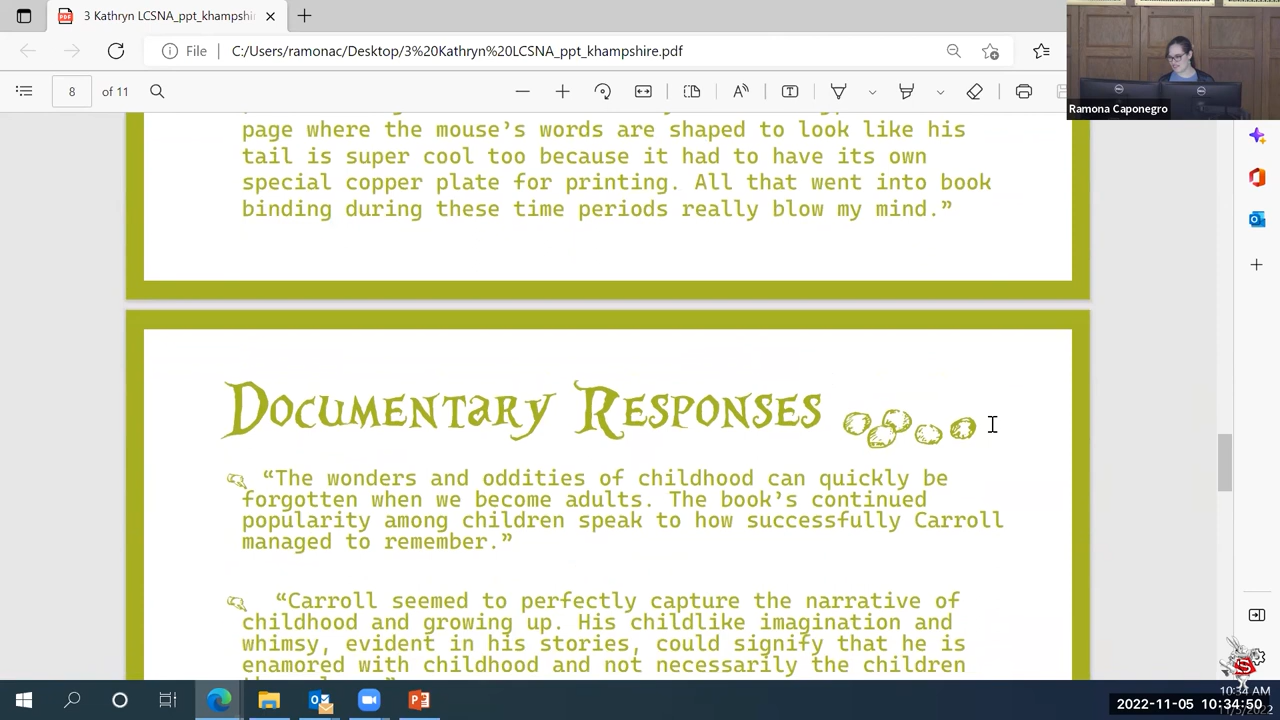 3 Kathryn LCSNA_ppt_khampshir
File
C:/Users/ramonac/Desktop/3%20Kathryn%20LCSNA_ppt_khampshire.pdf
8 of 11
Ramona Caponegro
page where the mouse's words are shaped to look like his
tail is super cool too because it had to have its own
special copper plate for printing. All that went into book
binding during these time periods really blow my mind.”
Documentary Responses
“The wonders and oddities of childhood can quickly be
forgotten when we become adults. The book's continued
popularity among children speak to how successfully Carroll
managed to remember.”
“Carroll seemed to perfectly capture the narrative of
childhood and growing up. His childlike imagination and
whimsy, evident in his stories, could signify that he is
enamored with childhood and not necessarily the children
10:34 AM
2022-11-05 10:34:50